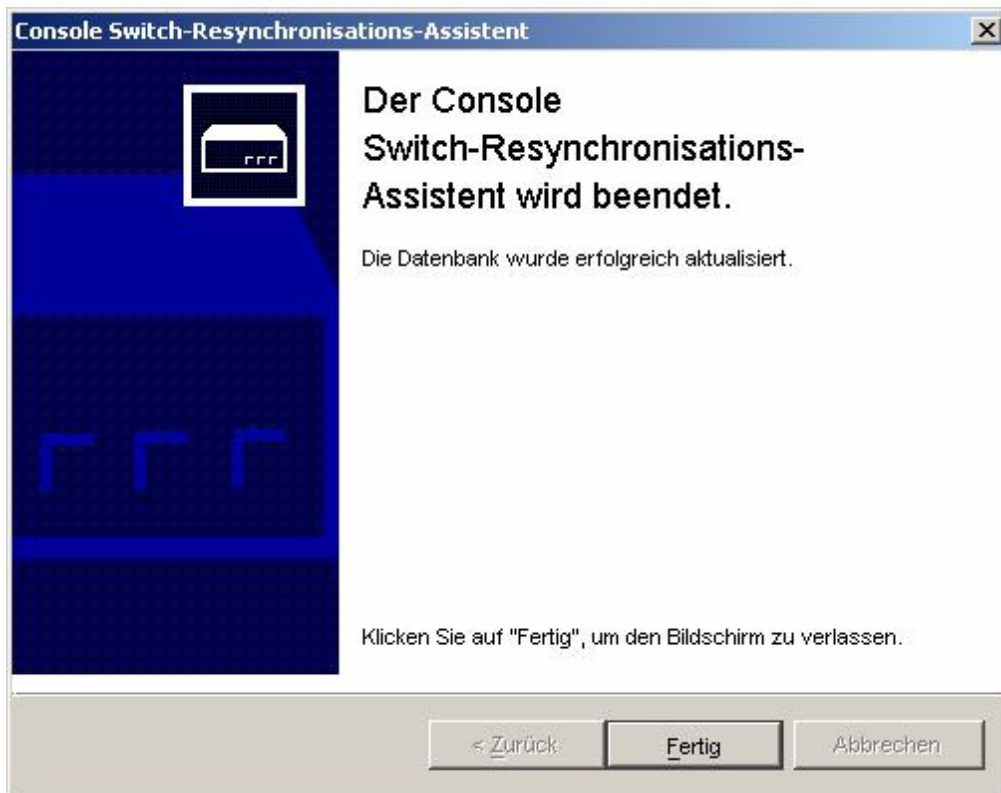 Console Switch-Resynchronisations-Assistent
Der Console
Switch-Resynchronisations-
Assistent wird beendet.
Die Datenbank wurde erfolgreich aktualisiert.
Klicken Sie auf "Fertig", um den Bildschirm zu verlassen.
< Zurück
Fertig
Abbrechen